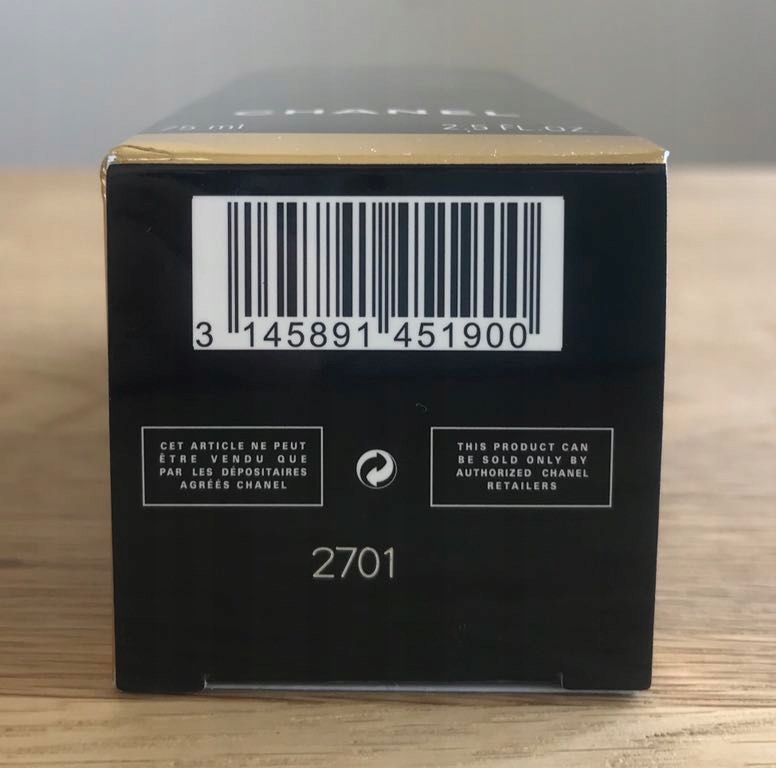 CHANEL
75 ml 2,5 FL.OZ
3 145891 451900
CET ARTICLE NE PEUT
ÊTRE VENDU QUE
PAR LES DÉPOSITAIRES
AGRÉÉS CHANEL
THIS PRODUCT CAN
BE SOLD ONLY BY
AUTHORIZED CHANEL
RETAILERS
2701